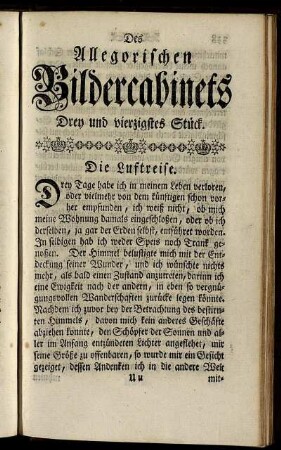 Des
Allegorischen
Bildercabinets
Drey und vierzigstes Stück.
Die Luftreise.
Drey Tage habe ich in meinem Leben verloren,
oder vielmehr von dem künftigen schon vor-
her empfunden, ich weiß nicht, ob mich
meine Wohnung damals eingeschlossen, oder ob ich
derselben, ja gar der Erden selbst, entführet worden.
In selbigen hab ich weder Speis noch Trank ge-
nossen. Der Himmel belustigte mich mit der Ent-
deckung seiner Wunder, und ich wünschte nichts
mehr, als bald einen Zustand anzutreten, darinn ich
eine Ewigkeit nach der andern, in eben so vergnü-
gungsvollen Wanderschafften zurücke legen könnte.
Nachdem ich zuvor bey der Betrachtung des bestirn-
ten Himmels, davon mich kein anderes Geschäfte
abziehen konnte, den Schöpfer der Sonnen und al-
ler im Anfang entzündeten Lichter angeflehet, mir
seine Größe zu offenbaren, so wurde mir ein Gesicht
gezeiget, dessen Andenken ich in die andere Welt
Uu mit-